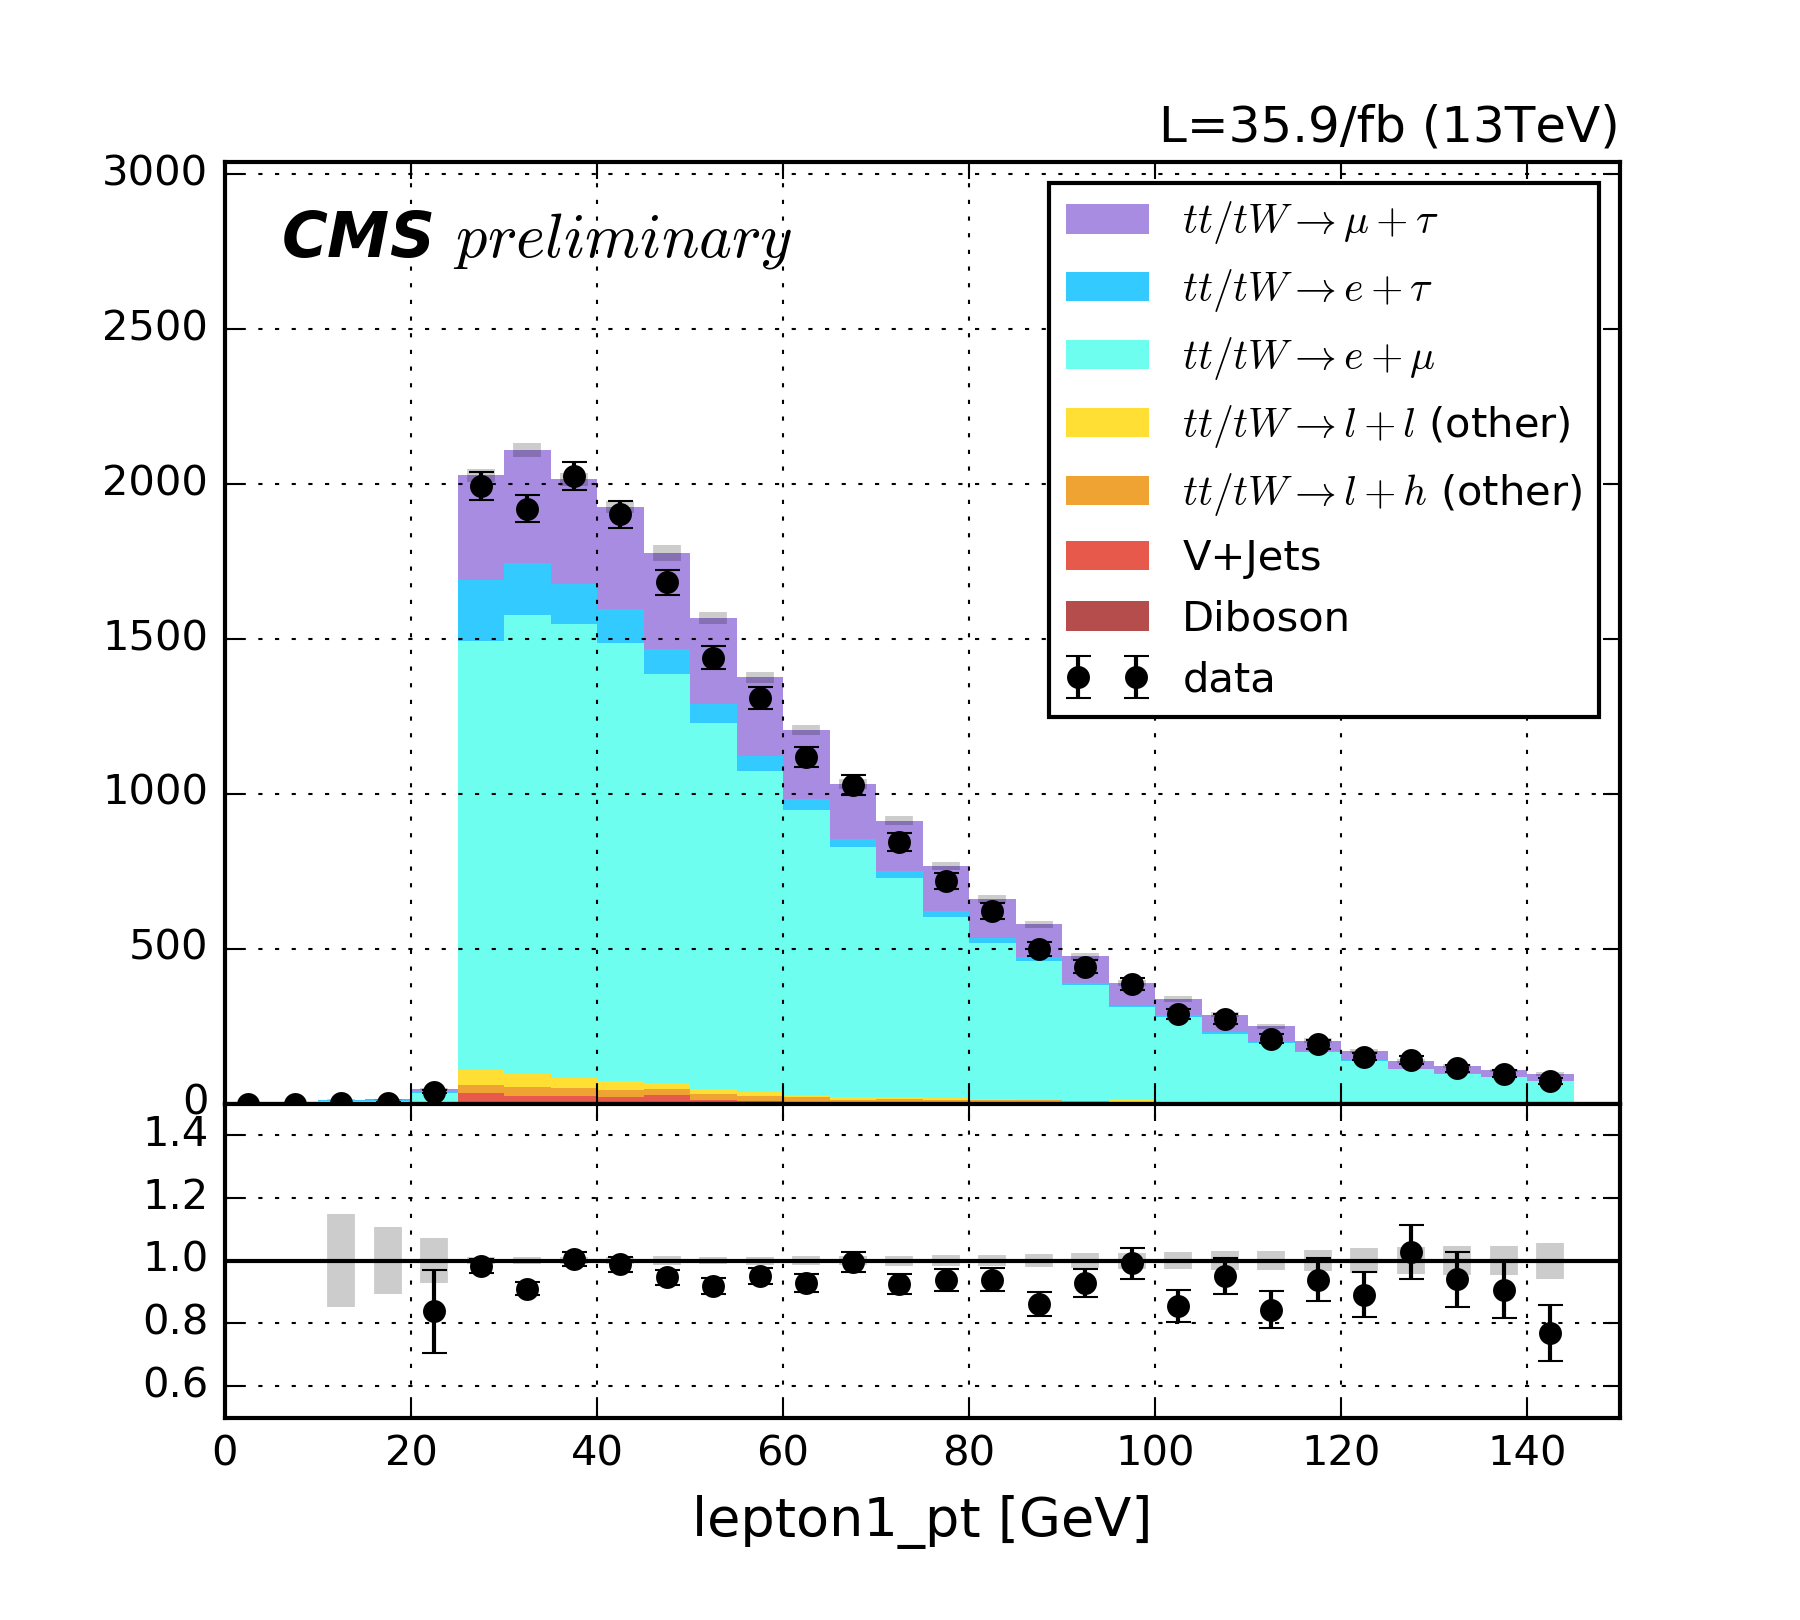 L=35.9/fb (13TeV)
CMS preliminary
3000
2500
2000
1500
1000
500
0
tt/tW→μ+τ
tt/tW→e+τ
tt/tW→e+μ
tt/tW→l+l (other)
tt/tW→l+h (other)
V+Jets
Diboson
data
1.4
1.2
1.0
0.8
0.6
0 20 40 60 80 100 120 140
lepton1_pt [GeV]